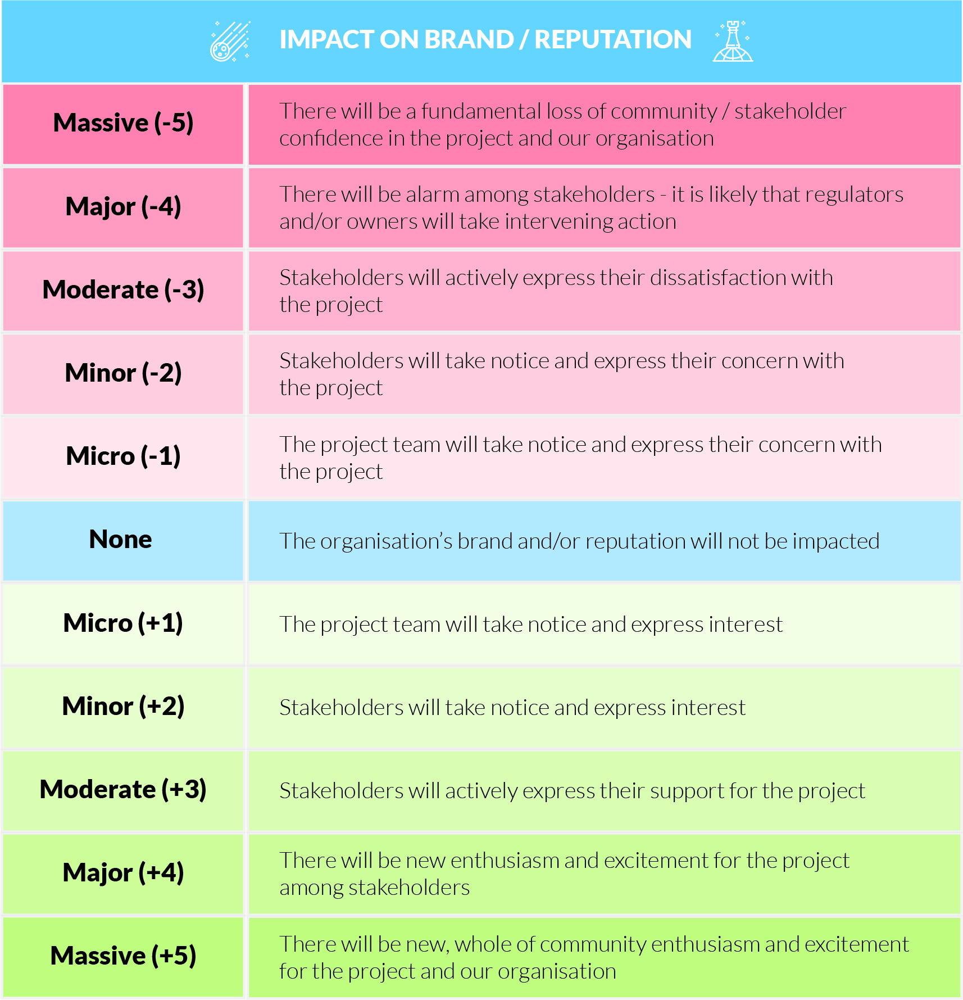 IMPACT ON BRAND / REPUTATION
Massive (-5)
There will be a fundamental loss of community / stakeholder
confidence in the project and our organisation
Major (-4)
There will be alarm among stakeholders - it is likely that regulators
and/or owners will take intervening action
Moderate (-3)
Stakeholders will actively express their dissatisfaction with
the project
Minor (-2)
Stakeholders will take notice and express their concern with
the project
Micro (-1)
The project team will take notice and express their concern with
the project
None
The organisation’s brand and/or reputation will not be impacted
Micro (+1)
The project team will take notice and express interest
Minor (+2)
Stakeholders will take notice and express interest
Moderate (+3)
Stakeholders will actively express their support for the project
Major (+4)
There will be new enthusiasm and excitement for the project
among stakeholders
Massive (+5)
There will be new, whole of community enthusiasm and excitement
for the project and our organisation